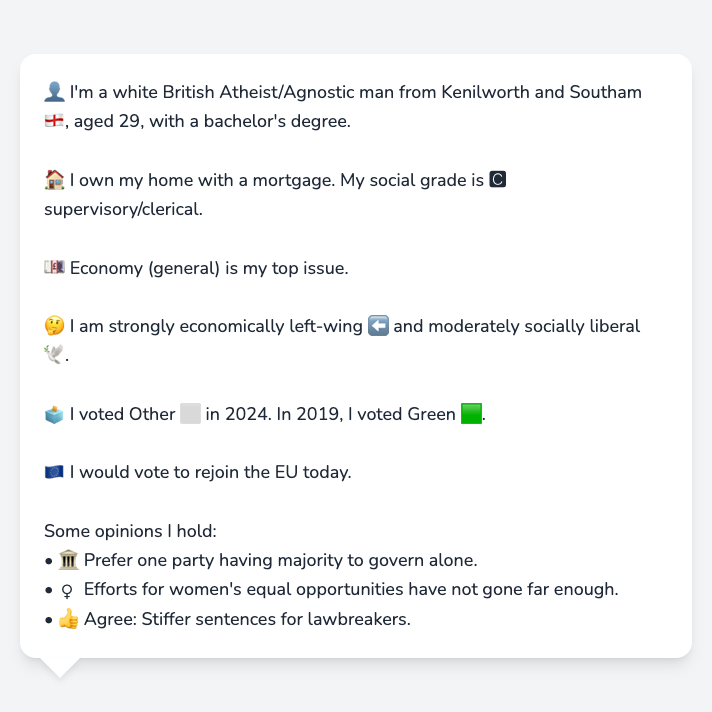 👤 I'm a white British Atheist/Agnostic man from Kenilworth and Southam
🏴󠁧󠁢󠁥󠁮󠁧󠁿, aged 29, with a bachelor's degree.
🏠 I own my home with a mortgage. My social grade is 🅲
supervisory/clerical.
💷 Economy (general) is my top issue.
🤔 I am strongly economically left-wing ⬅️ and moderately socially liberal
🕊️.
🗳️ I voted Other ⬜ in 2024. In 2019, I voted Green 🟩.
🇪🇺 I would vote to rejoin the EU today.
Some opinions I hold:
• 🏛️ Prefer one party having majority to govern alone.
• ♀ Efforts for women's equal opportunities have not gone far enough.
• 👍 Agree: Stiffer sentences for lawbreakers.